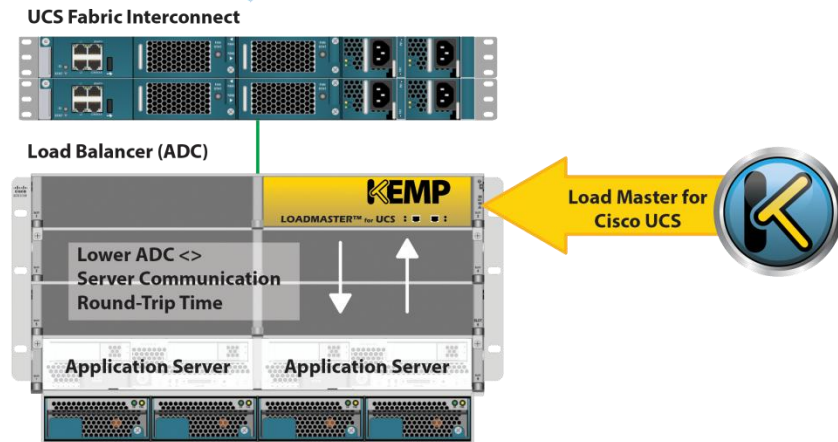 UCS Fabric Interconnect
Load Balancer (ADC)
KEMP
LOADMASTER™ for UCS
Load Master for
Cisco UCS
Lower ADC <>
Server Communication
Round-Trip Time
Application Server
Application Server